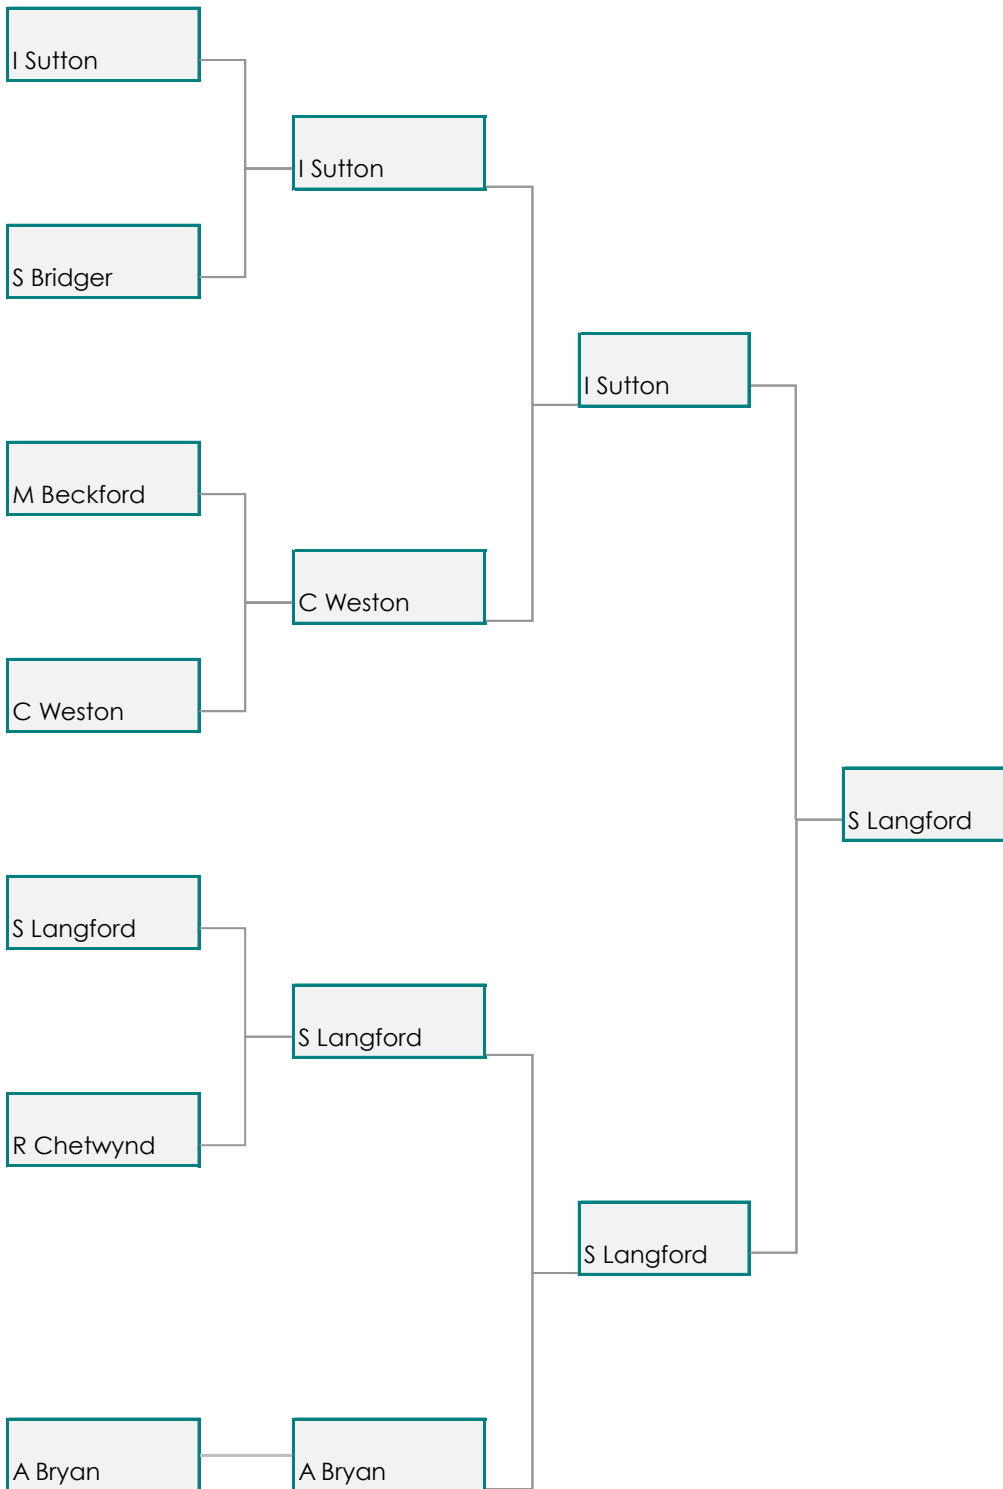 I Sutton
I Sutton
S Bridger
I Sutton
M Beckford
C Weston
C Weston
S Langford
S Langford
S Langford
R Chetwynd
S Langford
A Bryan
A Bryan